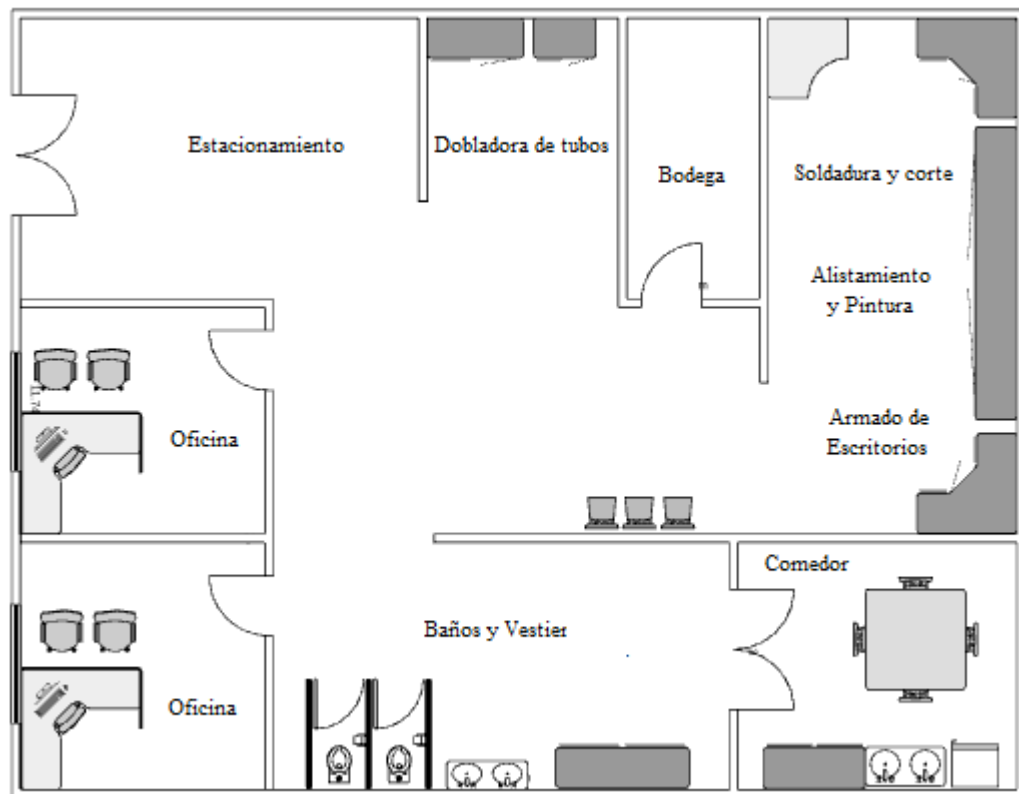 Estacionamiento
Dobladora de tubos
Bodega
Soldadura y corte
Alistamiento
y Pintura
Armado de
Escritorios
Oficina
Comedor
Baños y Vestier
Oficina